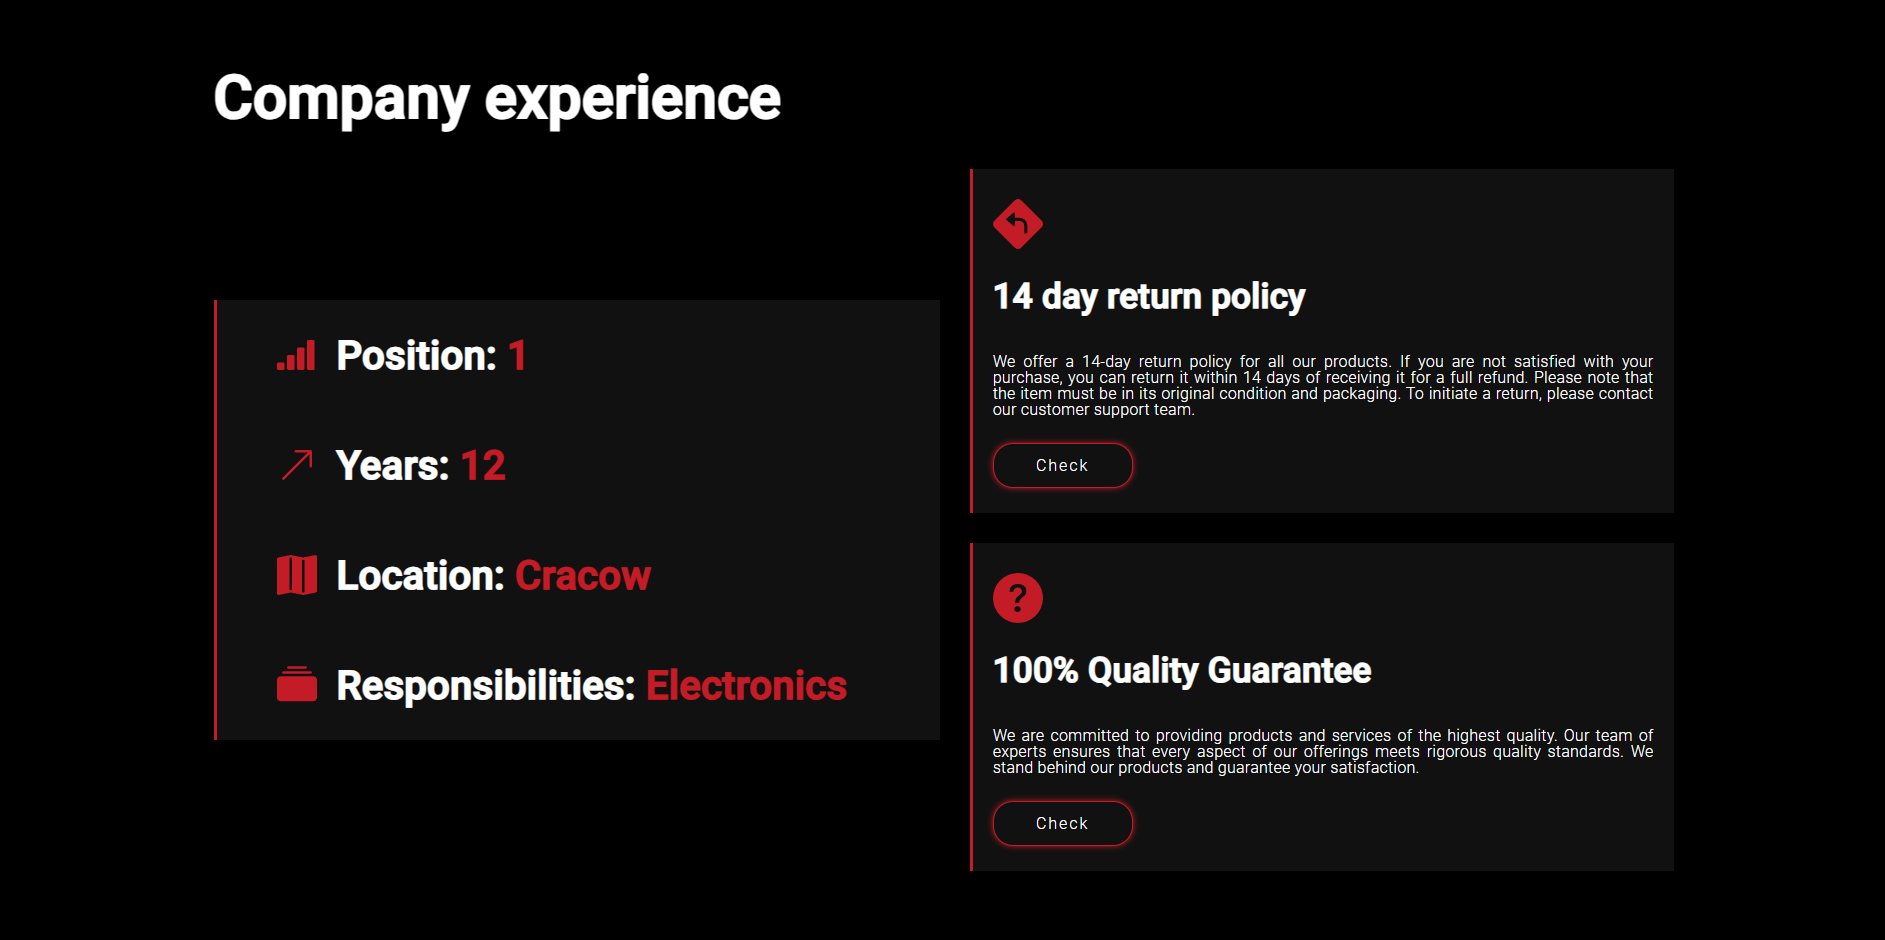 Company experience
Position: 1
Years: 12
Location: Cracow
Responsibilities: Electronics
14 day return policy
We offer a 14-day return policy for all our products. If you are not satisfied with your
purchase, you can return it within 14 days of receiving it for a full refund. Please note that
the item must be in its original condition and packaging. To initiate a return, please contact
our customer support team.
Check
100% Quality Guarantee
We are committed to providing products and services of the highest quality. Our team of
experts ensures that every aspect of our offerings meets rigorous quality standards. We
stand behind our products and guarantee your satisfaction.
Check